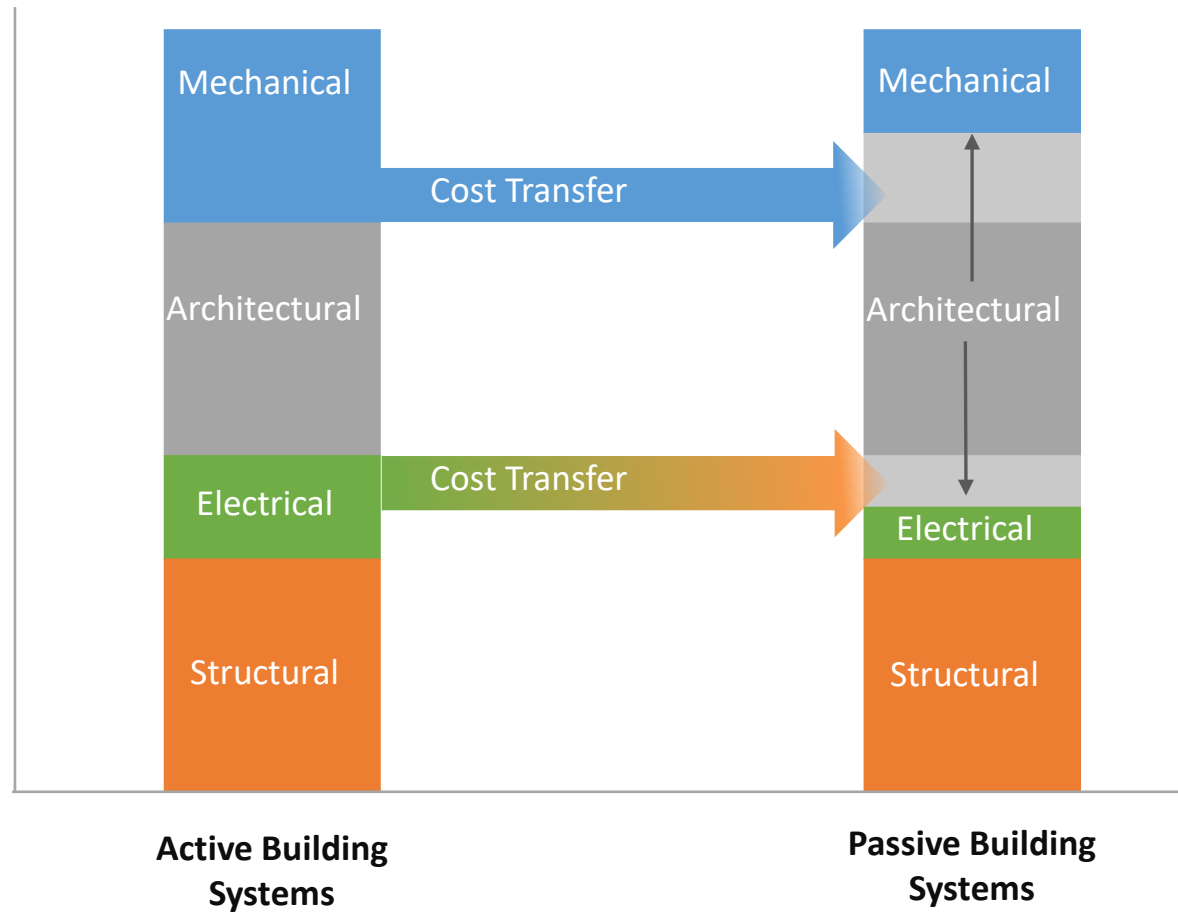 Mechanical
Mechanical
Cost Transfer
Architectural
Architectural
Cost Transfer
Electrical
Electrical
Structural
Structural
Active Building
Systems
Passive Building
Systems